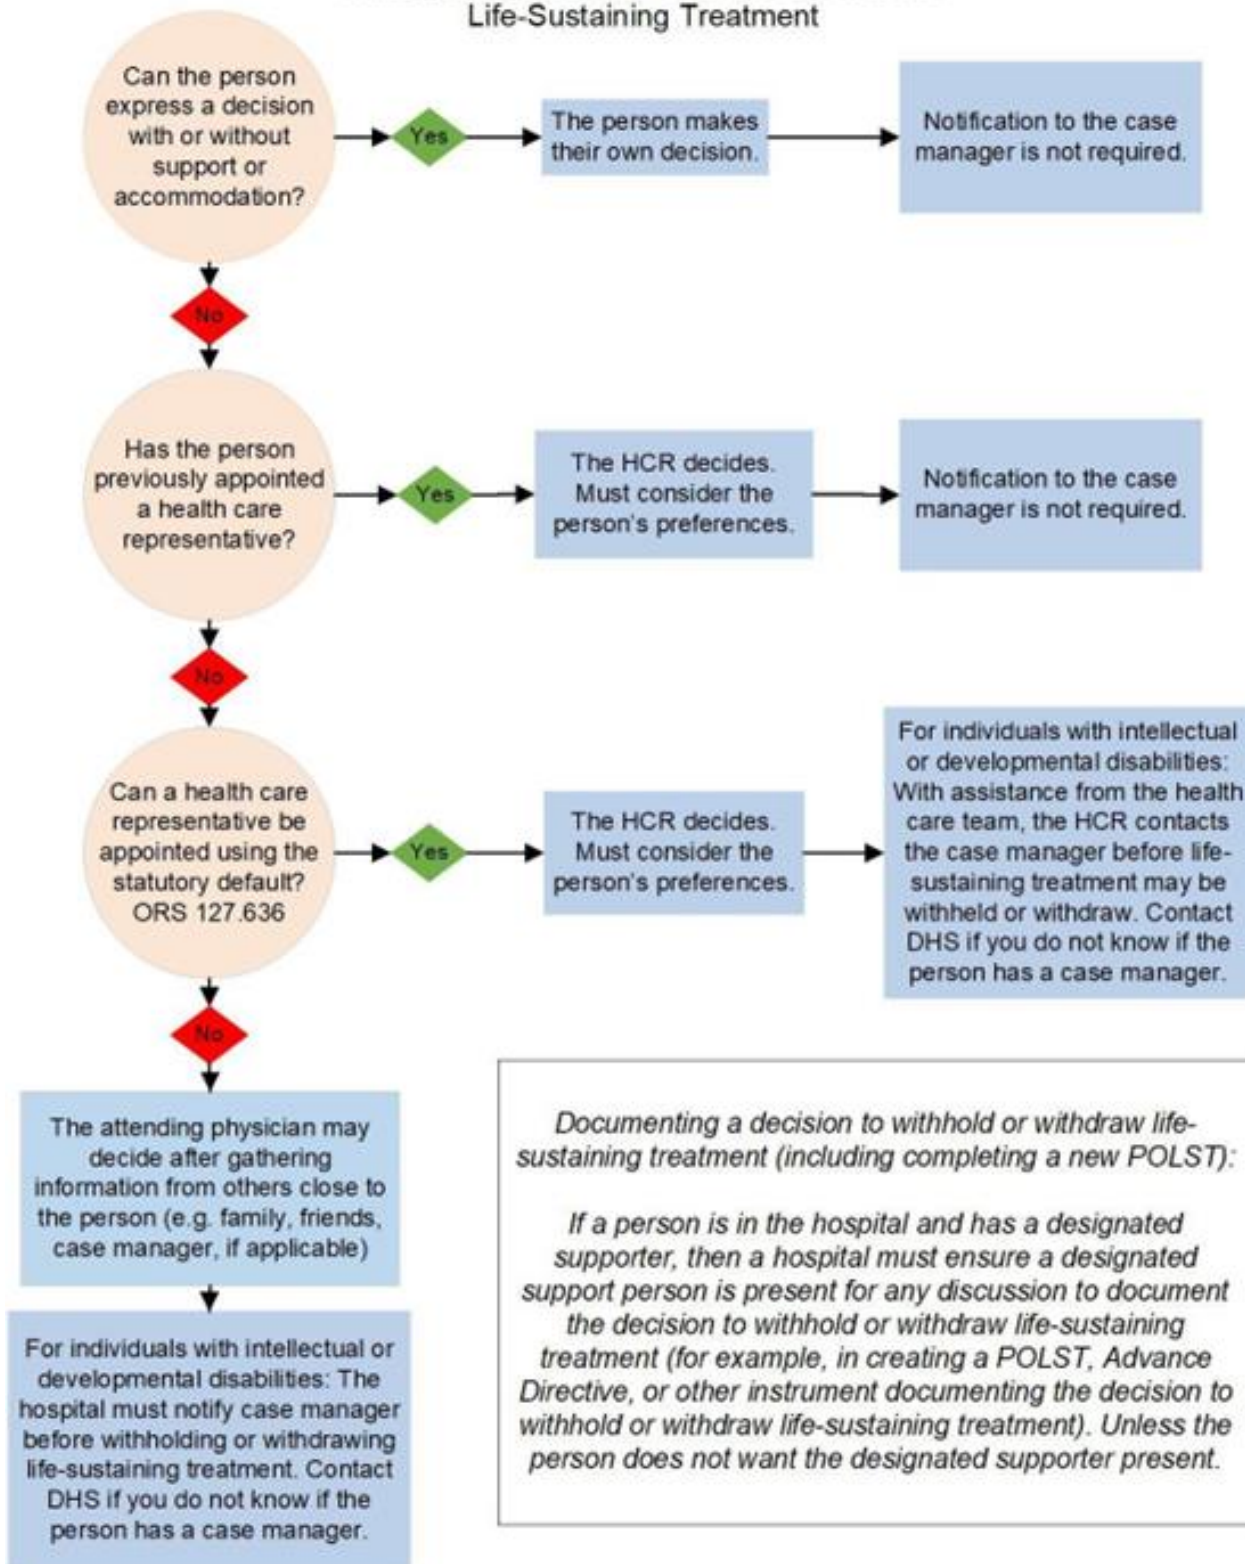 Life-Sustaining Treatment
Can the person
express a decision
with or without
support or
accommodation?
Yes
The person makes
their own decision.
Notification to the case
manager is not required.
No
Has the person
previously appointed
a health care
representative?
Yes
The HCR decides.
Must consider the
person's preferences.
Notification to the case
manager is not required.
No
Can a health care
representative be
appointed using the
statutory default?
ORS 127.636
Yes
The HCR decides.
Must consider the
person's preferences.
For individuals with intellectual
or developmental disabilities:
With assistance from the health
care team, the HCR contacts
the case manager before life-
sustaining treatment may be
withheld or withdraw. Contact
DHS if you do not know if the
person has a case manager.
No
The attending physician may
decide after gathering
information from others close to
the person (e.g. family, friends,
case manager, if applicable)
For individuals with intellectual or
developmental disabilities: The
hospital must notify case manager
before withholding or withdrawing
life-sustaining treatment. Contact
DHS if you do not know if the
person has a case manager.
Documenting a decision to withhold or withdraw life-
sustaining treatment (including completing a new POLST):
If a person is in the hospital and has a designated
supporter, then a hospital must ensure a designated
support person is present for any discussion to document
the decision to withhold or withdraw life-sustaining
treatment (for example, in creating a POLST, Advance
Directive, or other instrument documenting the decision to
withhold or withdraw life-sustaining treatment). Unless the
person does not want the designated supporter present.